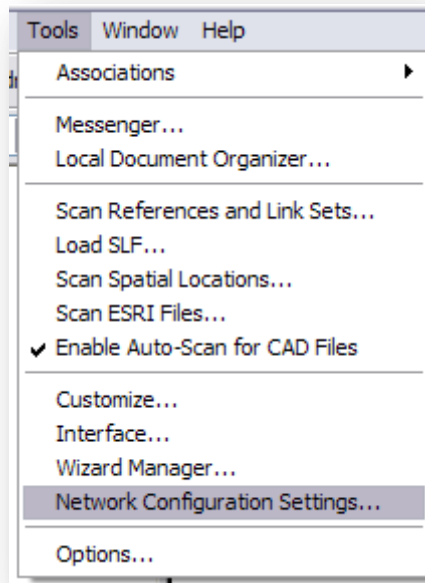 Tools Window Help
Associations
Messenger...
Local Document Organizer...
Scan References and Link Sets...
Load SLF...
Scan Spatial Locations...
Scan ESRI Files...
Enable Auto-Scan for CAD Files
Customize...
Interface...
Wizard Manager...
Network Configuration Settings...
Options...